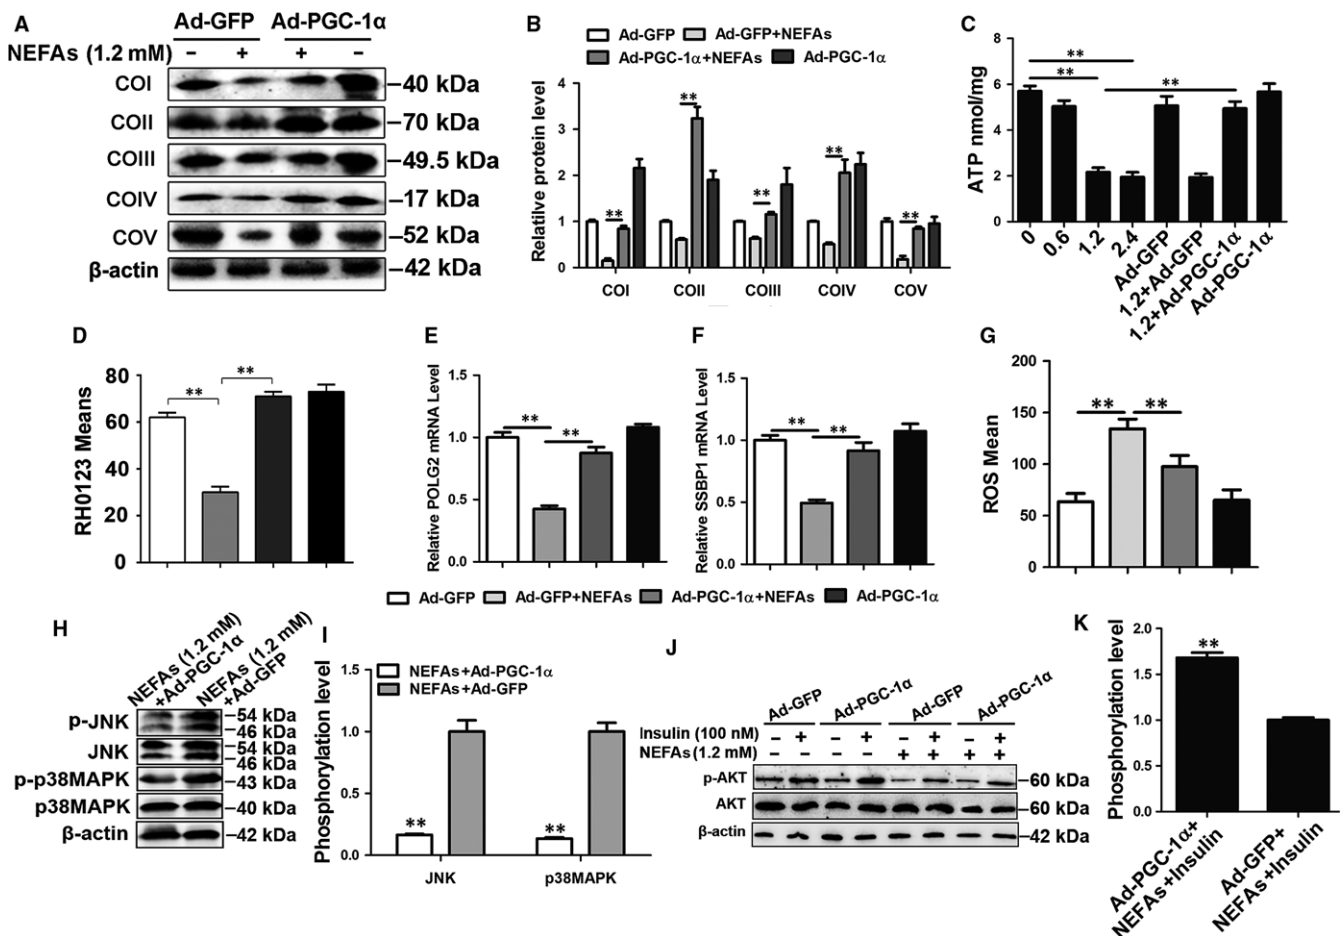 A
Ad-GFP Ad-PGC-1α
NEFAs (1.2 mM) – + + –
COI –40 kDa
COII –70 kDa
COIII –49.5 kDa
COIV –17 kDa
COV –52 kDa
β-actin –42 kDa
B
Ad-GFP Ad-GFP+NEFAs
Ad-PGC-1α+NEFAs Ad-PGC-1α
Relative protein level
4
3
2
1
0
** ** ** ** **
COI COII COIII COIV COV
C
ATP nmol/mg
8
6
4
2
0
**
** **
0 0.6 1.2 2.4 Ad-GFP 1.2+Ad-GFP 1.2+Ad-PGC-1α Ad-PGC-1α
D
RH0123 Means
80
60
40
20
0
** **
E
Relative POLG2 mRNA Level
1.5
1.0
0.5
0.0
** **
F
Relative SSBP1 mRNA Level
1.5
1.0
0.5
0.0
** **
G
ROS Mean
200
150
100
50
0
** **
Ad-GFP Ad-GFP+NEFAs Ad-PGC-1α+NEFAs Ad-PGC-1α
H
NEFAs (1.2 mM)
+Ad-PGC-1α
NEFAs (1.2 mM)
+Ad-GFP
p-JNK –54 kDa
–46 kDa
JNK –54 kDa
–46 kDa
p-p38MAPK –43 kDa
p38MAPK –40 kDa
β-actin –42 kDa
I
Phosphorylation level
NEFAs+Ad-PGC-1α
NEFAs+Ad-GFP
1.5
1.0
0.5
0.0
** **
JNK p38MAPK
J
Ad-GFP Ad-PGC-1α Ad-GFP Ad-PGC-1α
Insulin (100 nM) – + – + – + – +
NEFAs (1.2 mM) – – – – + + + +
p-AKT –60 kDa
AKT –60 kDa
β-actin –42 kDa
K
Phosphorylation level
2.0
1.5
1.0
0.5
0.0
**
Ad-PGC-1α+
NEFAs+Insulin
Ad-GFP+
NEFAs+Insulin